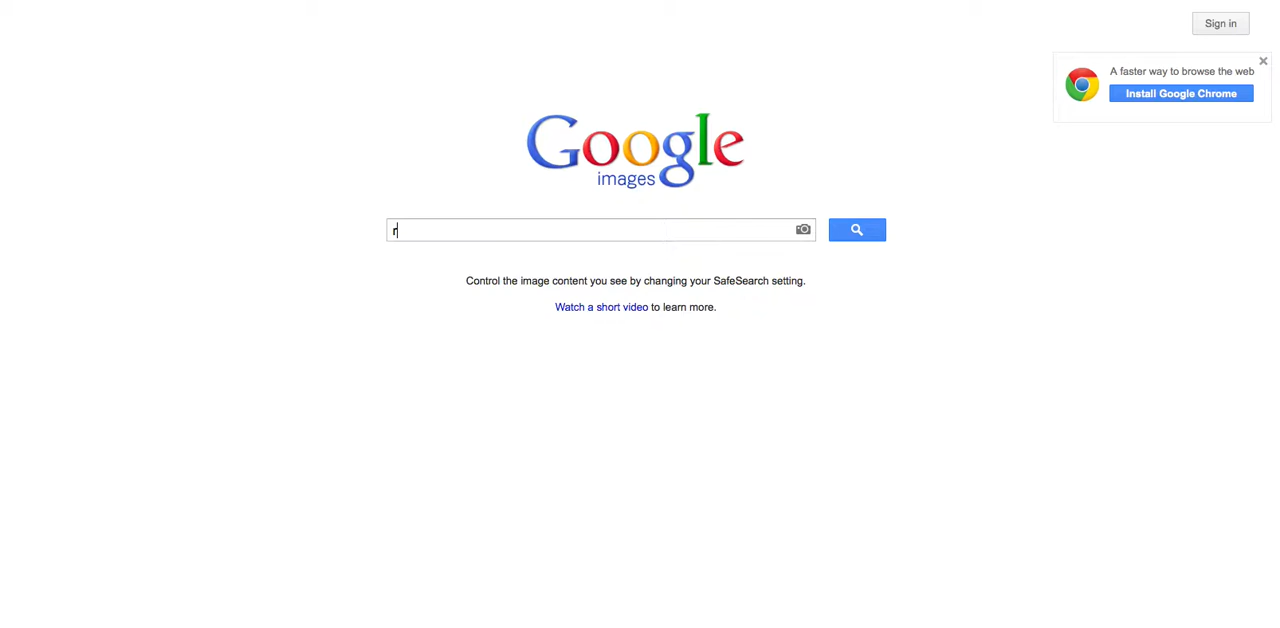 Sign in
A faster way to browse the web
Install Google Chrome
Google
images
r
Control the image content you see by changing your SafeSearch setting.
Watch a short video to learn more.